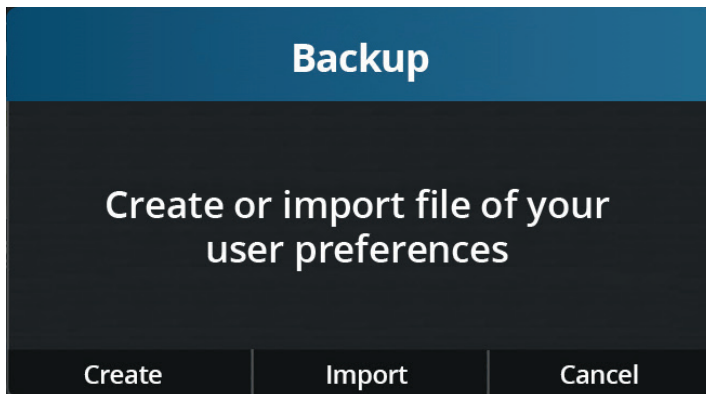 Backup
Create or import file of your
user preferences
Create
Import
Cancel